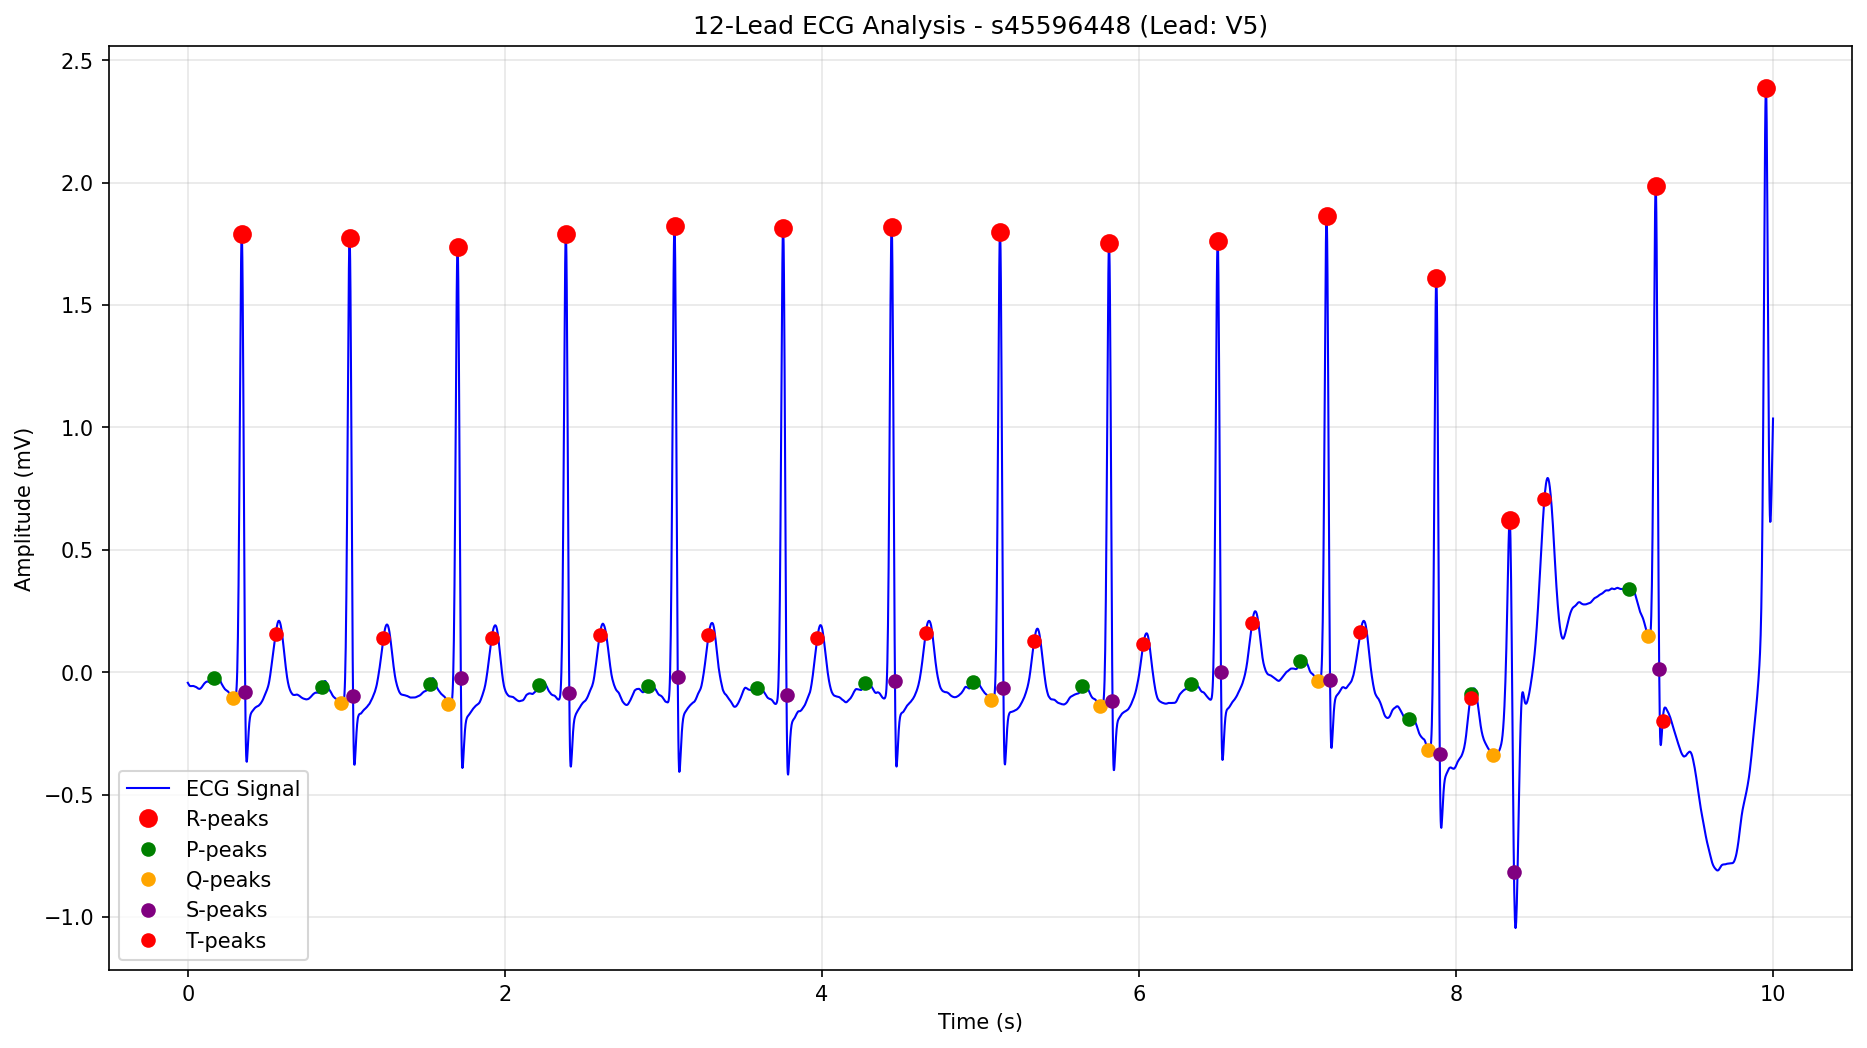 12-Lead ECG Analysis - s45596448 (Lead: V5)
2.5
2.0
1.5
1.0
0.5
0.0
−0.5
−1.0
Amplitude (mV)
ECG Signal
R-peaks
P-peaks
Q-peaks
S-peaks
T-peaks
0 2 4 6 8 10
Time (s)